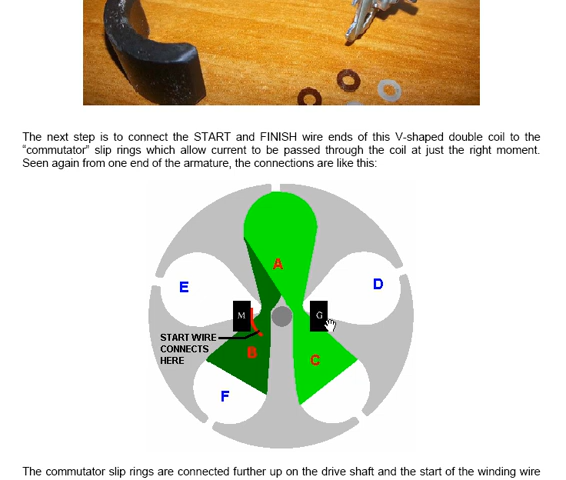 The next step is to connect the START and FINISH wire ends of this V-shaped double coil to the
“commutator” slip rings which allow current to be passed through the coil at just the right moment.
Seen again from one end of the armature, the connections are like this:
A
E
D
M
G
START WIRE
CONNECTS
HERE
B
C
F
The commutator slip rings are connected further up on the drive shaft and the start of the winding wire